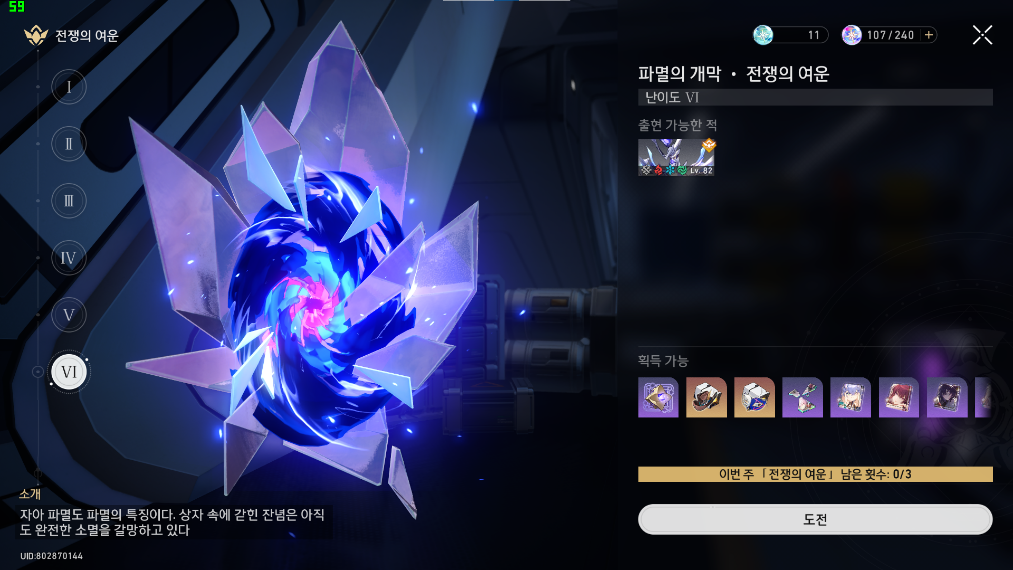 59
전쟁의 여운
11
107/240 +
파멸의 개막 • 전쟁의 여운
난이도 VI
출현 가능한 적
Lv. 82
I
II
III
IV
V
VI
획득 가능
이번 주 「전쟁의 여운」 남은 횟수: 0/3
도전
소개
자아 파멸도 파멸의 특징이다. 상자 속에 갇힌 잔념은 아직
도 완전한 소멸을 갈망하고 있다
UID:802870144